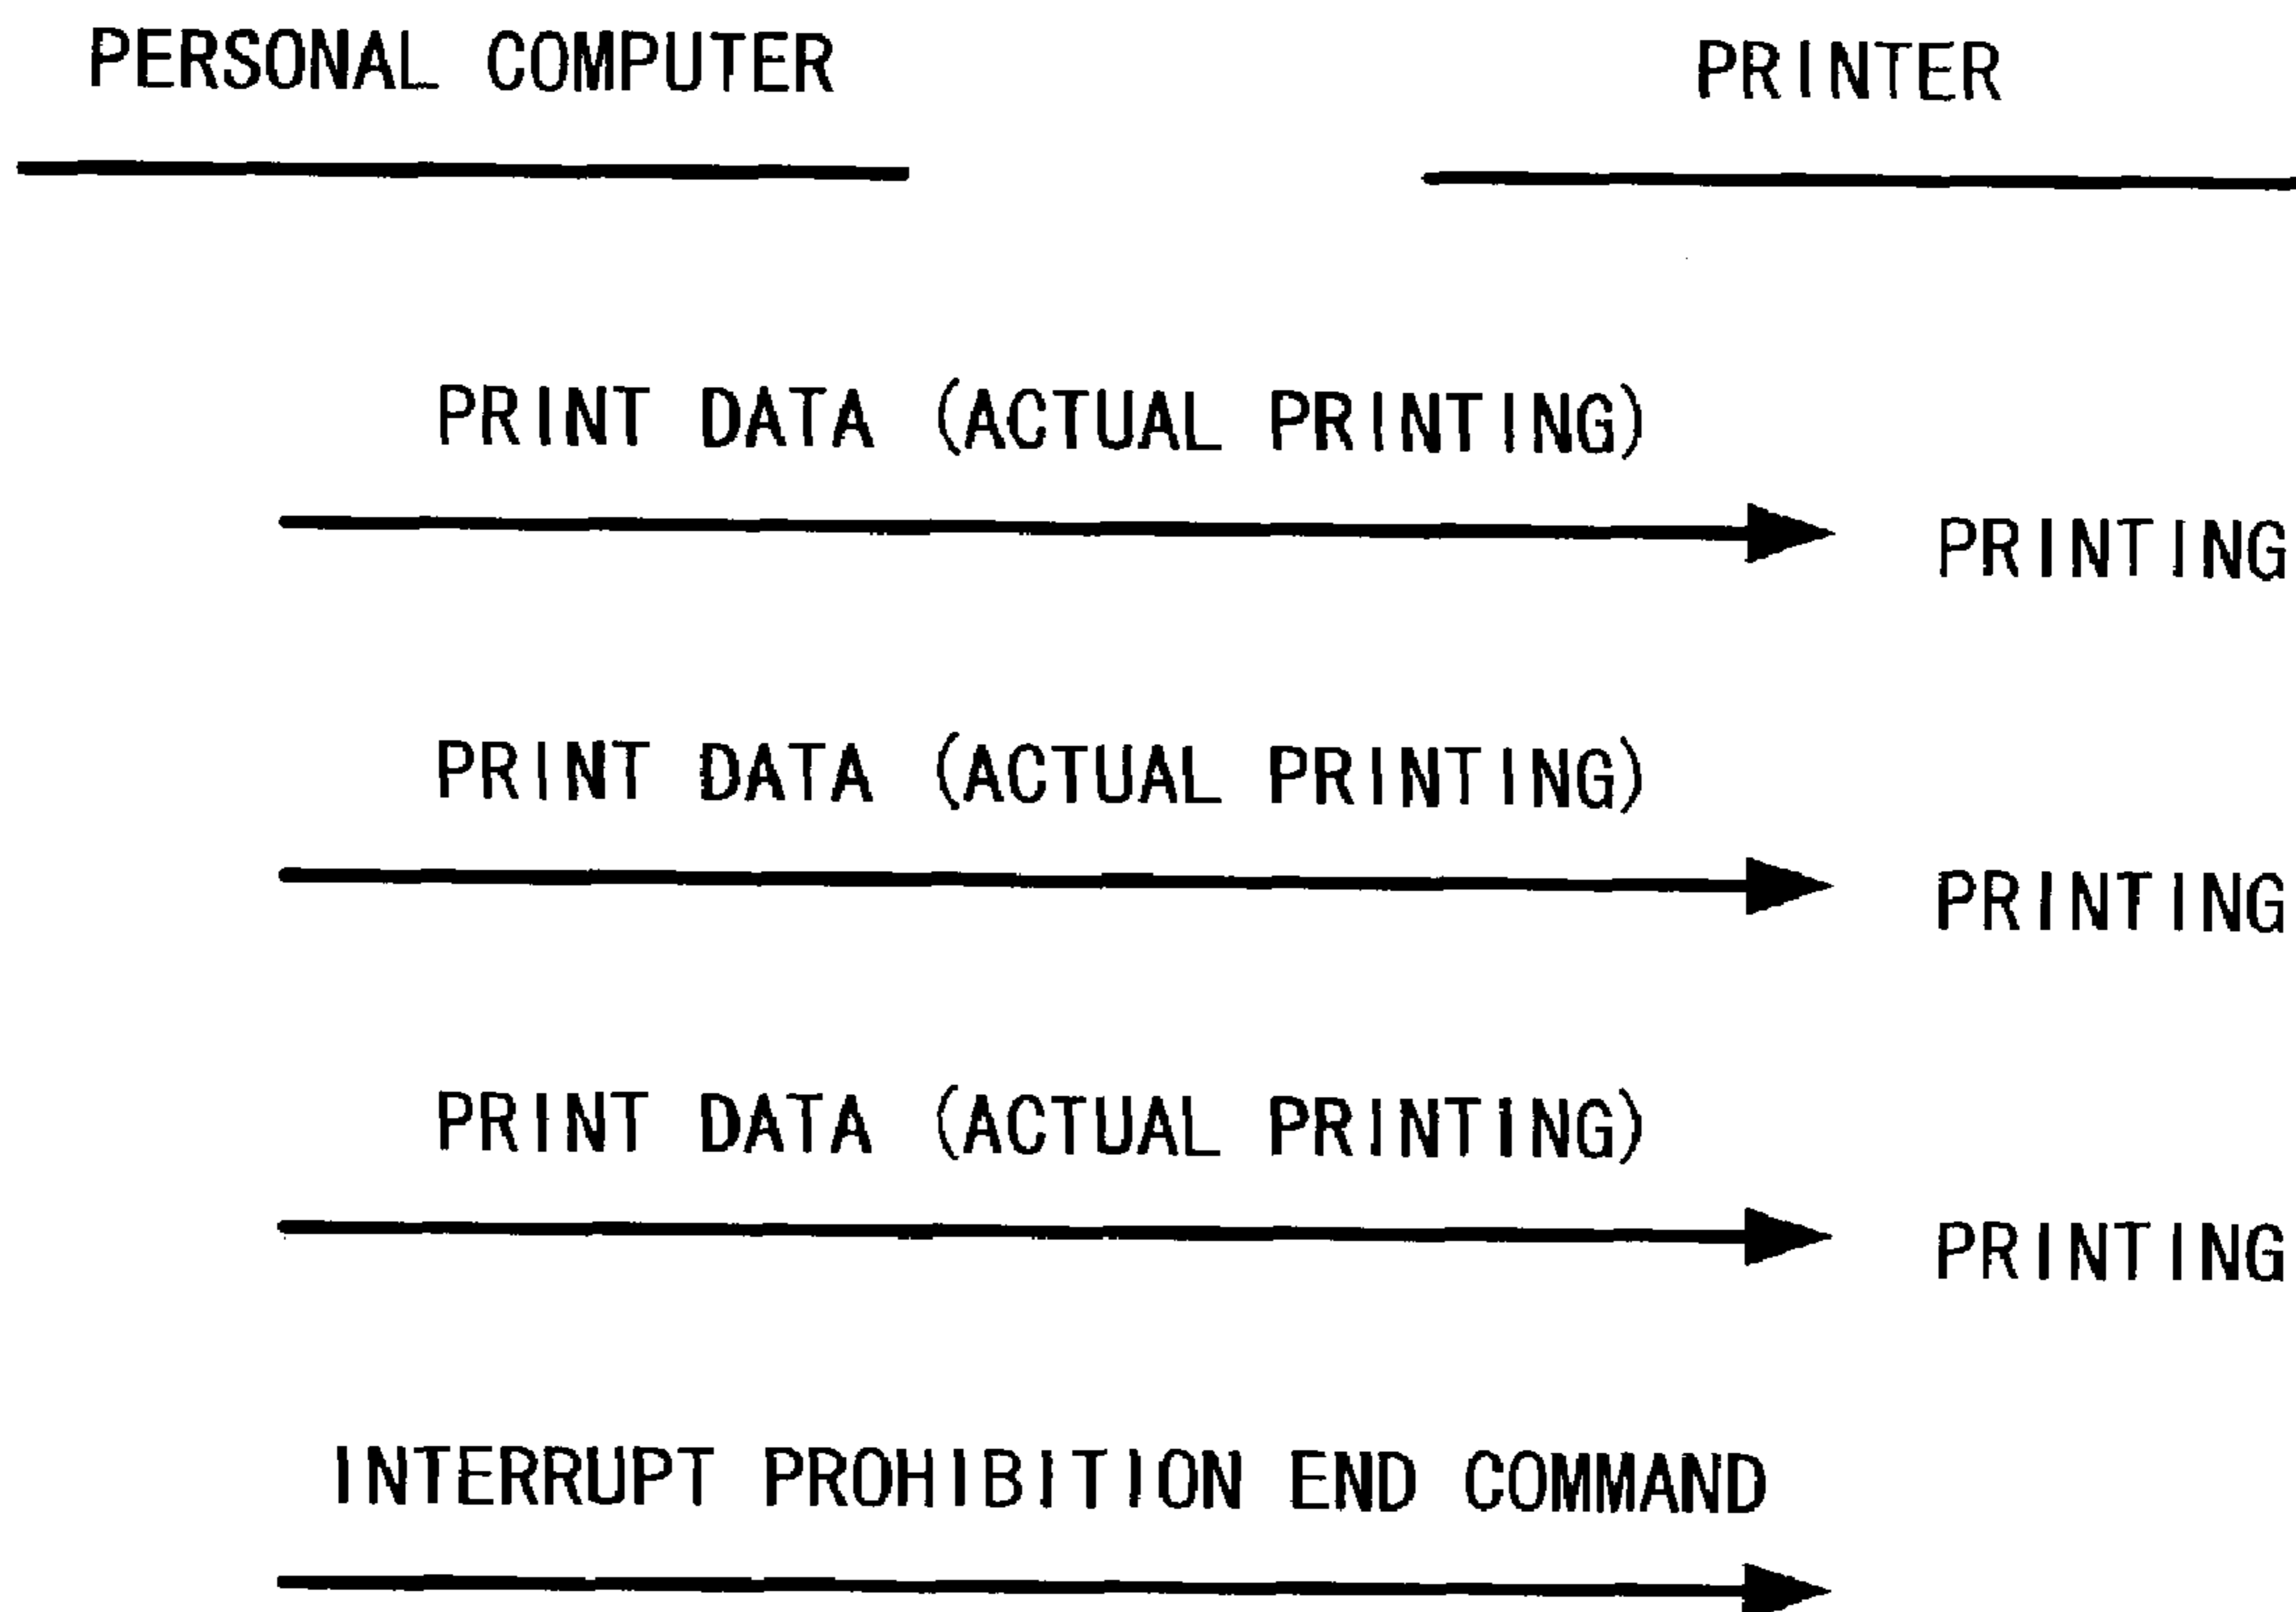 PERSONAL COMPUTER PRINTER
PRINT DATA (ACTUAL PRINTING)
PRINTING
PRINT DATA (ACTUAL PRINTING)
PRINTING
PRINT DATA (ACTUAL PRINTING)
PRINTING
INTERRUPT PROHIBITION END COMMAND